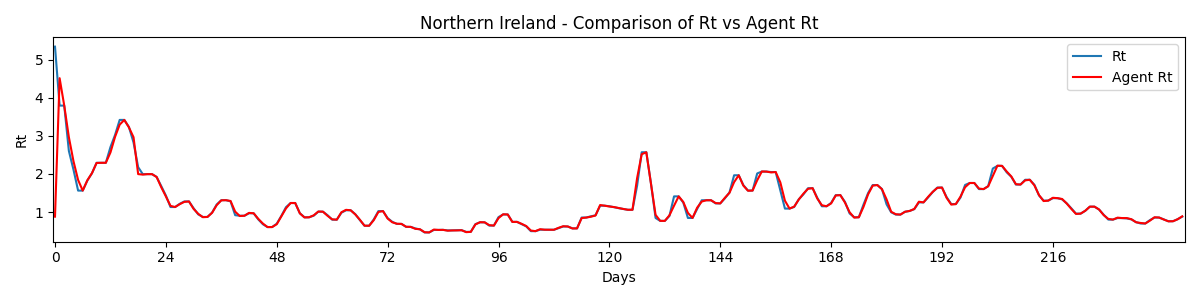 Northern Ireland - Comparison of Rt vs Agent Rt
Rt
Agent Rt
5
4
3
2
1
Rt
0 24 48 72 96 120 144 168 192 216
Days